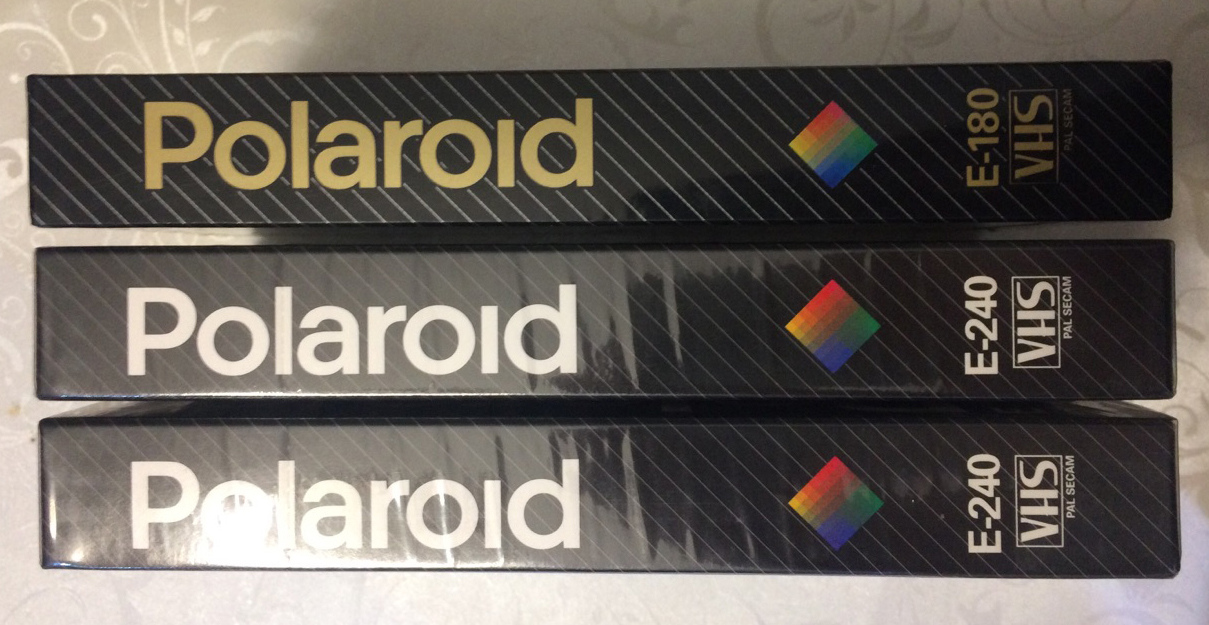 Polaroid
E-180
VHS
PAL SECAM
Polaroid
E-240
VHS
PAL SECAM
Polaroid
E-240
VHS
PAL SECAM